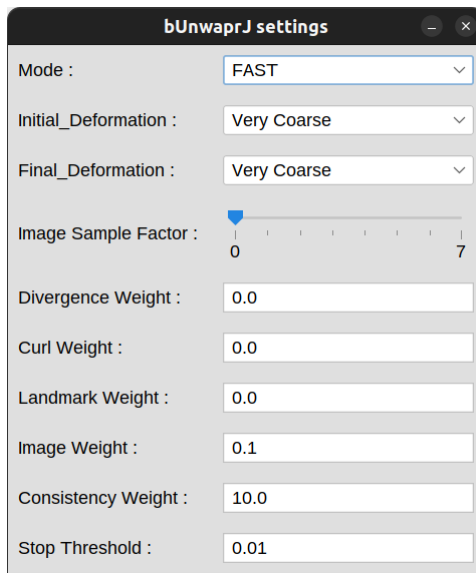 bUnwaprJ settings
Mode : FAST
Initial_Deformation : Very Coarse
Final_Deformation : Very Coarse
Image Sample Factor :
0 7
Divergence Weight : 0.0
Curl Weight : 0.0
Landmark Weight : 0.0
Image Weight : 0.1
Consistency Weight : 10.0
Stop Threshold : 0.01